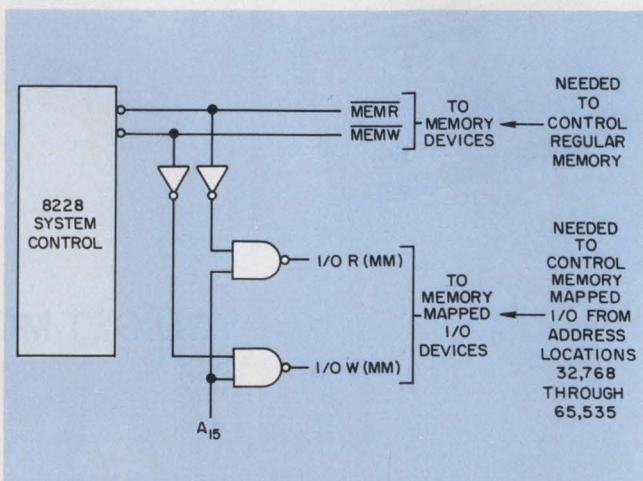 8228
SYSTEM
CONTROL
MEMR
MEMW
TO
MEMORY
DEVICES
NEEDED
TO
CONTROL
REGULAR
MEMORY
I/O R (MM)
I/O W (MM)
A15
TO
MEMORY
MAPPED
I/O
DEVICES
NEEDED
TO
CONTROL
MEMORY
MAPPED
I/O FROM
ADDRESS
LOCATIONS
32,768
THROUGH
65,535